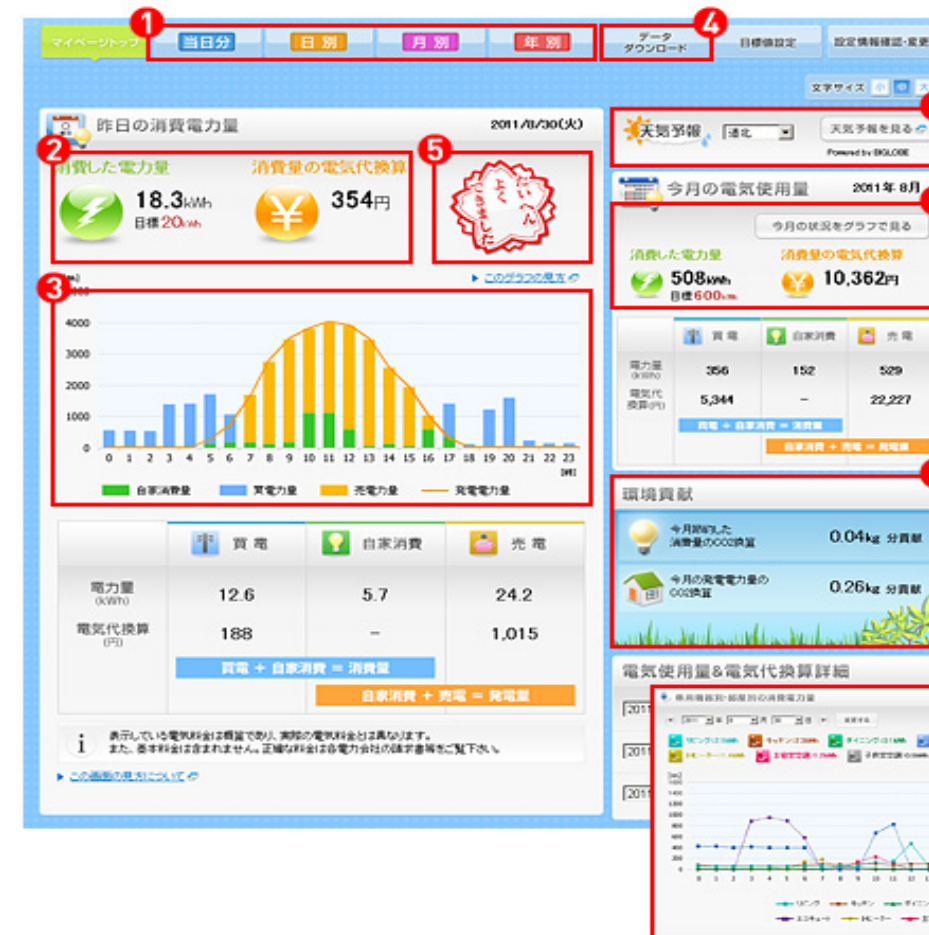 1
4
マイページトップ
当日分
日 別
月 別
年 別
データ
ダウンロード
目標値設定
設定情報確認・変更
文字サイズ 小 中 大
昨日の消費電力量
2011/8/30(火)
2
消費した電力量
消費量の電気代換算
18.3kWh
目標20kWh
354円
5
たいへん
よく
できました
このグラフの見方
3
4000
3000
2000
1000
0
0 1 2 3 4 5 6 7 8 9 10 11 12 13 14 15 16 17 18 19 20 21 22 23
[時]
自家消費量 買電力量 売電力量 発電電力量
買 電
自家消費
売 電
電力量
(kWh)
12.6
5.7
24.2
電気代換算
(円)
188
-
1,015
買電 + 自家消費 = 消費量
自家消費 + 売電 = 発電量
表示している電気料金は概算であり、実際の電気料金とは異なります。
また、基本料金は含まれません。正確な料金は各電力会社の請求書等をご覧下さい。
この画面の見方について
天気予報
道北
天気予報を見る
Powered by BIGLOBE
今月の電気使用量
2011年 8月
今月の状況をグラフで見る
消費した電力量
消費量の電気代換算
508kWh
目標600kWh
10,362円
買 電
自家消費
売 電
電力量
(kWh)
356
152
529
電気代
換算(円)
5,344
-
22,227
買電 + 自家消費 = 消費量
自家消費 + 売電 = 発電量
環境貢献
今月節約した
消費量のCO2換算
0.04kg 分貢献
今月の発電電力量の
CO2換算
0.26kg 分貢献
電気使用量&電気代換算詳細
2011
2011
2011